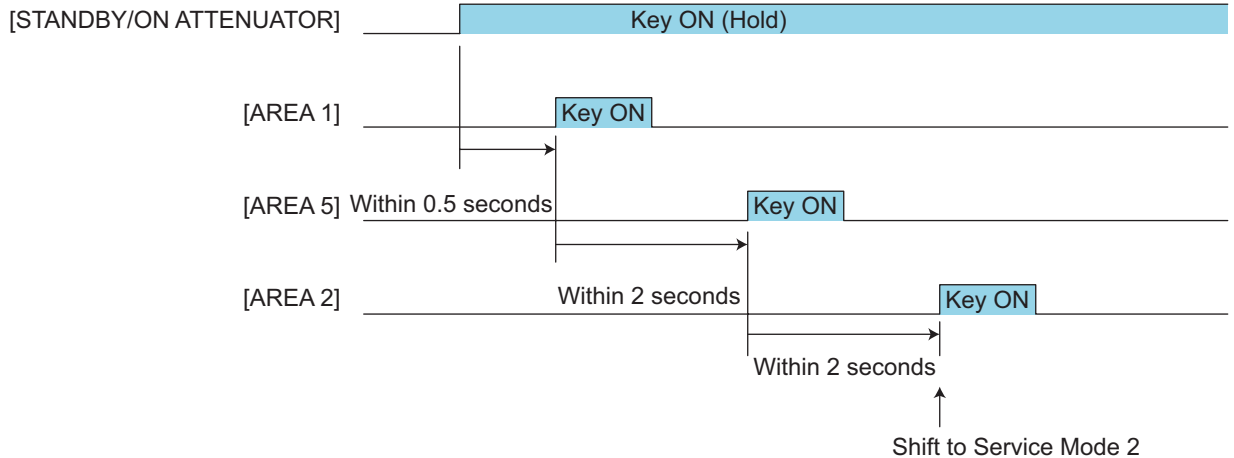 [STANDBY/ON ATTENUATOR]
Key ON (Hold)
[AREA 1]
Key ON
[AREA 5]
Within 0.5 seconds
Key ON
[AREA 2]
Within 2 seconds
Key ON
Within 2 seconds
Shift to Service Mode 2